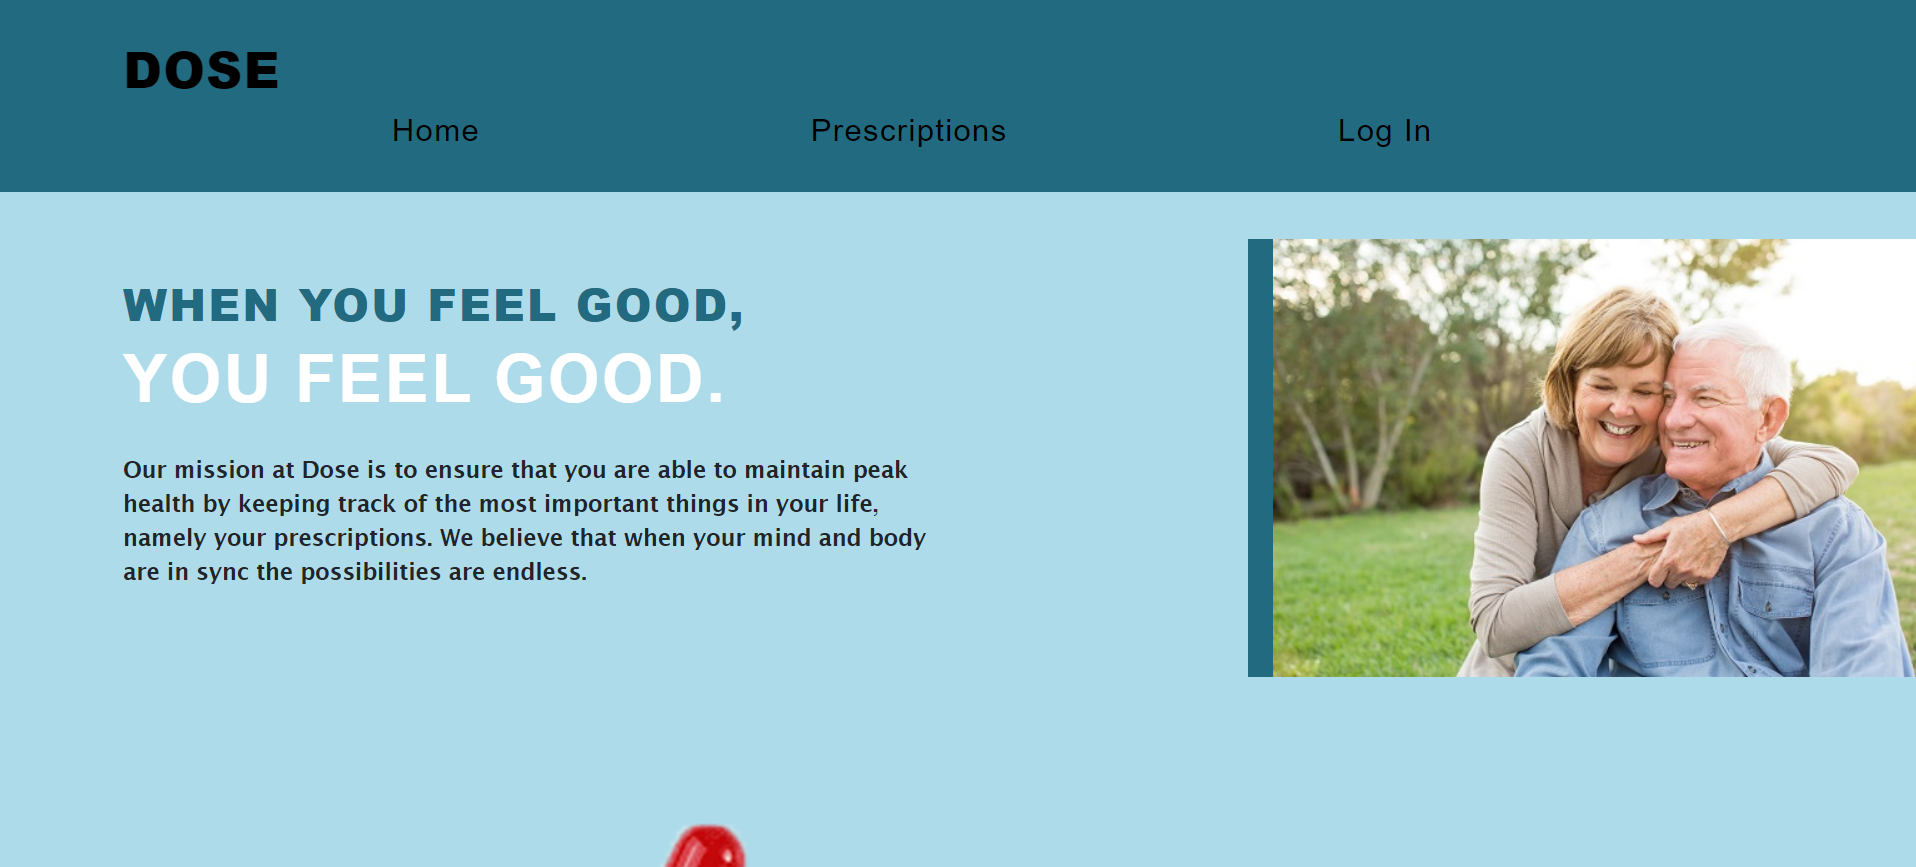 DOSE
Home Prescriptions Log In
WHEN YOU FEEL GOOD,
YOU FEEL GOOD.
Our mission at Dose is to ensure that you are able to maintain peak
health by keeping track of the most important things in your life,
namely your prescriptions. We believe that when your mind and body
are in sync the possibilities are endless.